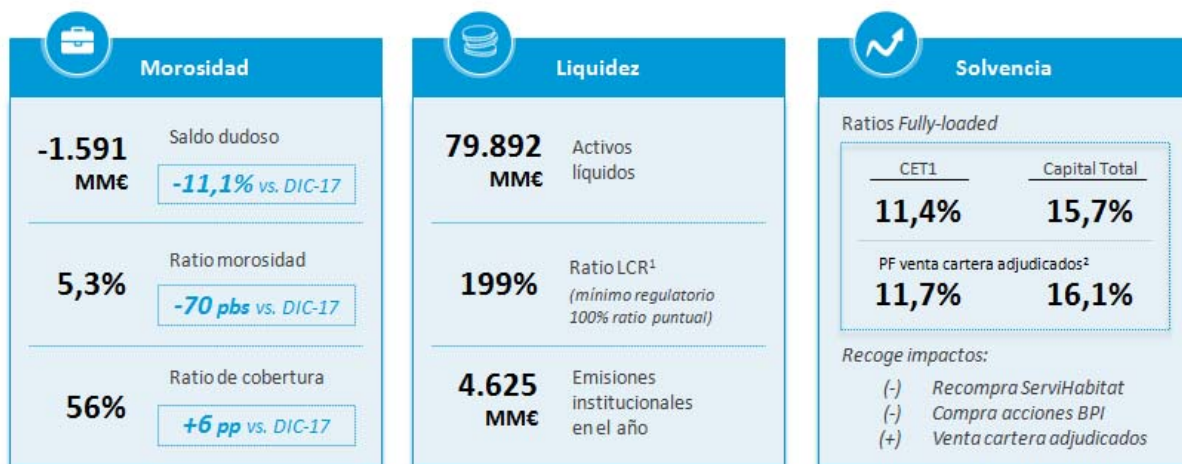 Morosidad
-1.591
MM€
Saldo dudoso
-11,1% vs. DIC-17
5,3%
Ratio morosidad
-70 pbs vs. DIC-17
56%
Ratio de cobertura
+6 pp vs. DIC-17
Liquidez
79.892
MM€
Activos
líquidos
199%
Ratio LCR¹
(mínimo regulatorio
100% ratio puntual)
4.625
MM€
Emisiones
institucionales
en el año
Solvencia
Ratios Fully-loaded
CET1 Capital Total
11,4% 15,7%
PF venta cartera adjudicados²
11,7% 16,1%
Recoge impactos:
(-) Recompra ServiHabitat
(-) Compra acciones BPI
(+) Venta cartera adjudicados